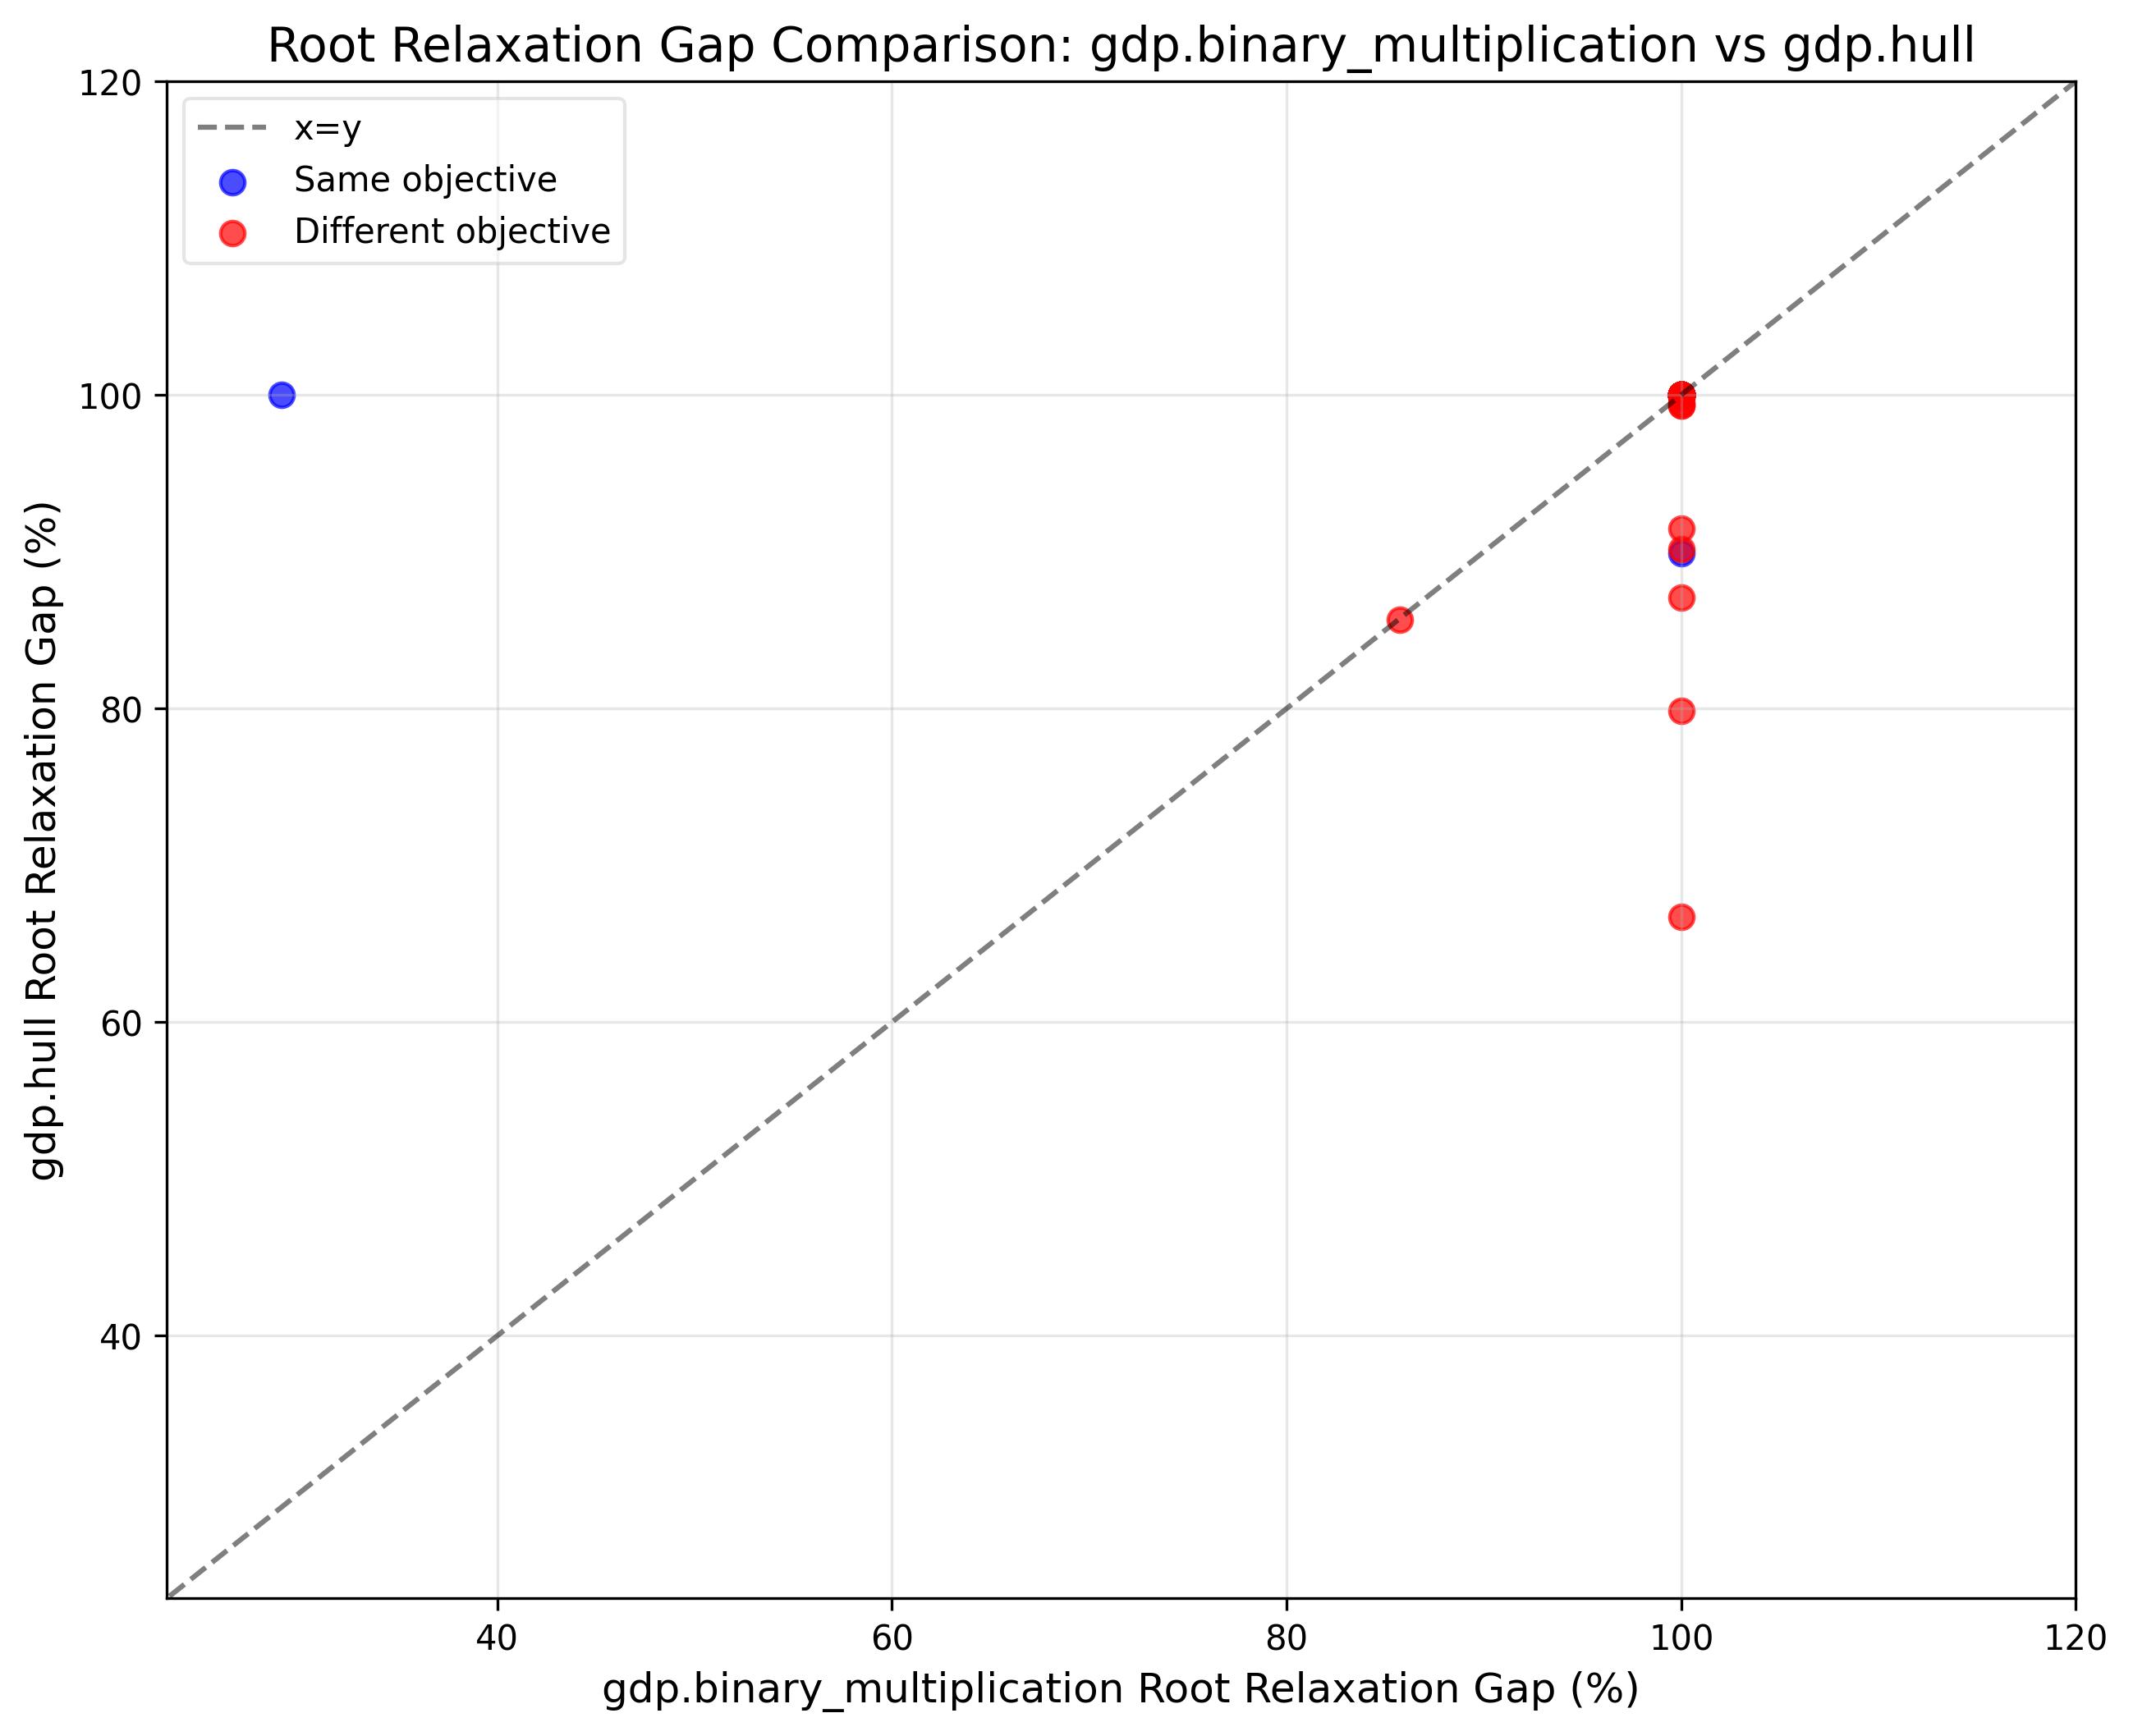 Root Relaxation Gap Comparison: gdp.binary_multiplication vs gdp.hull
120
100
80
60
40
gdp.hull Root Relaxation Gap (%)
x=y
Same objective
Different objective
40
60
80
100
120
gdp.binary_multiplication Root Relaxation Gap (%)